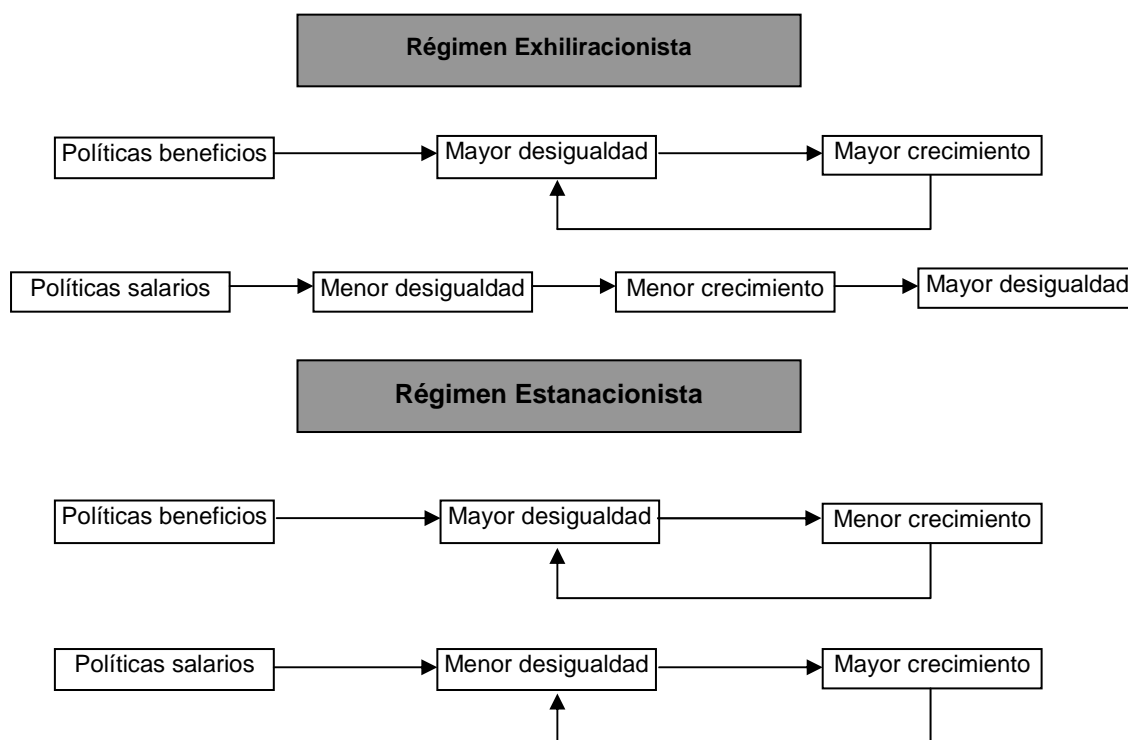 Régimen Exhiliracionista
Políticas beneficios
Mayor desigualdad
Mayor crecimiento
Políticas salarios
Menor desigualdad
Menor crecimiento
Mayor desigualdad
Régimen Estanacionista
Políticas beneficios
Mayor desigualdad
Menor crecimiento
Políticas salarios
Menor desigualdad
Mayor crecimiento